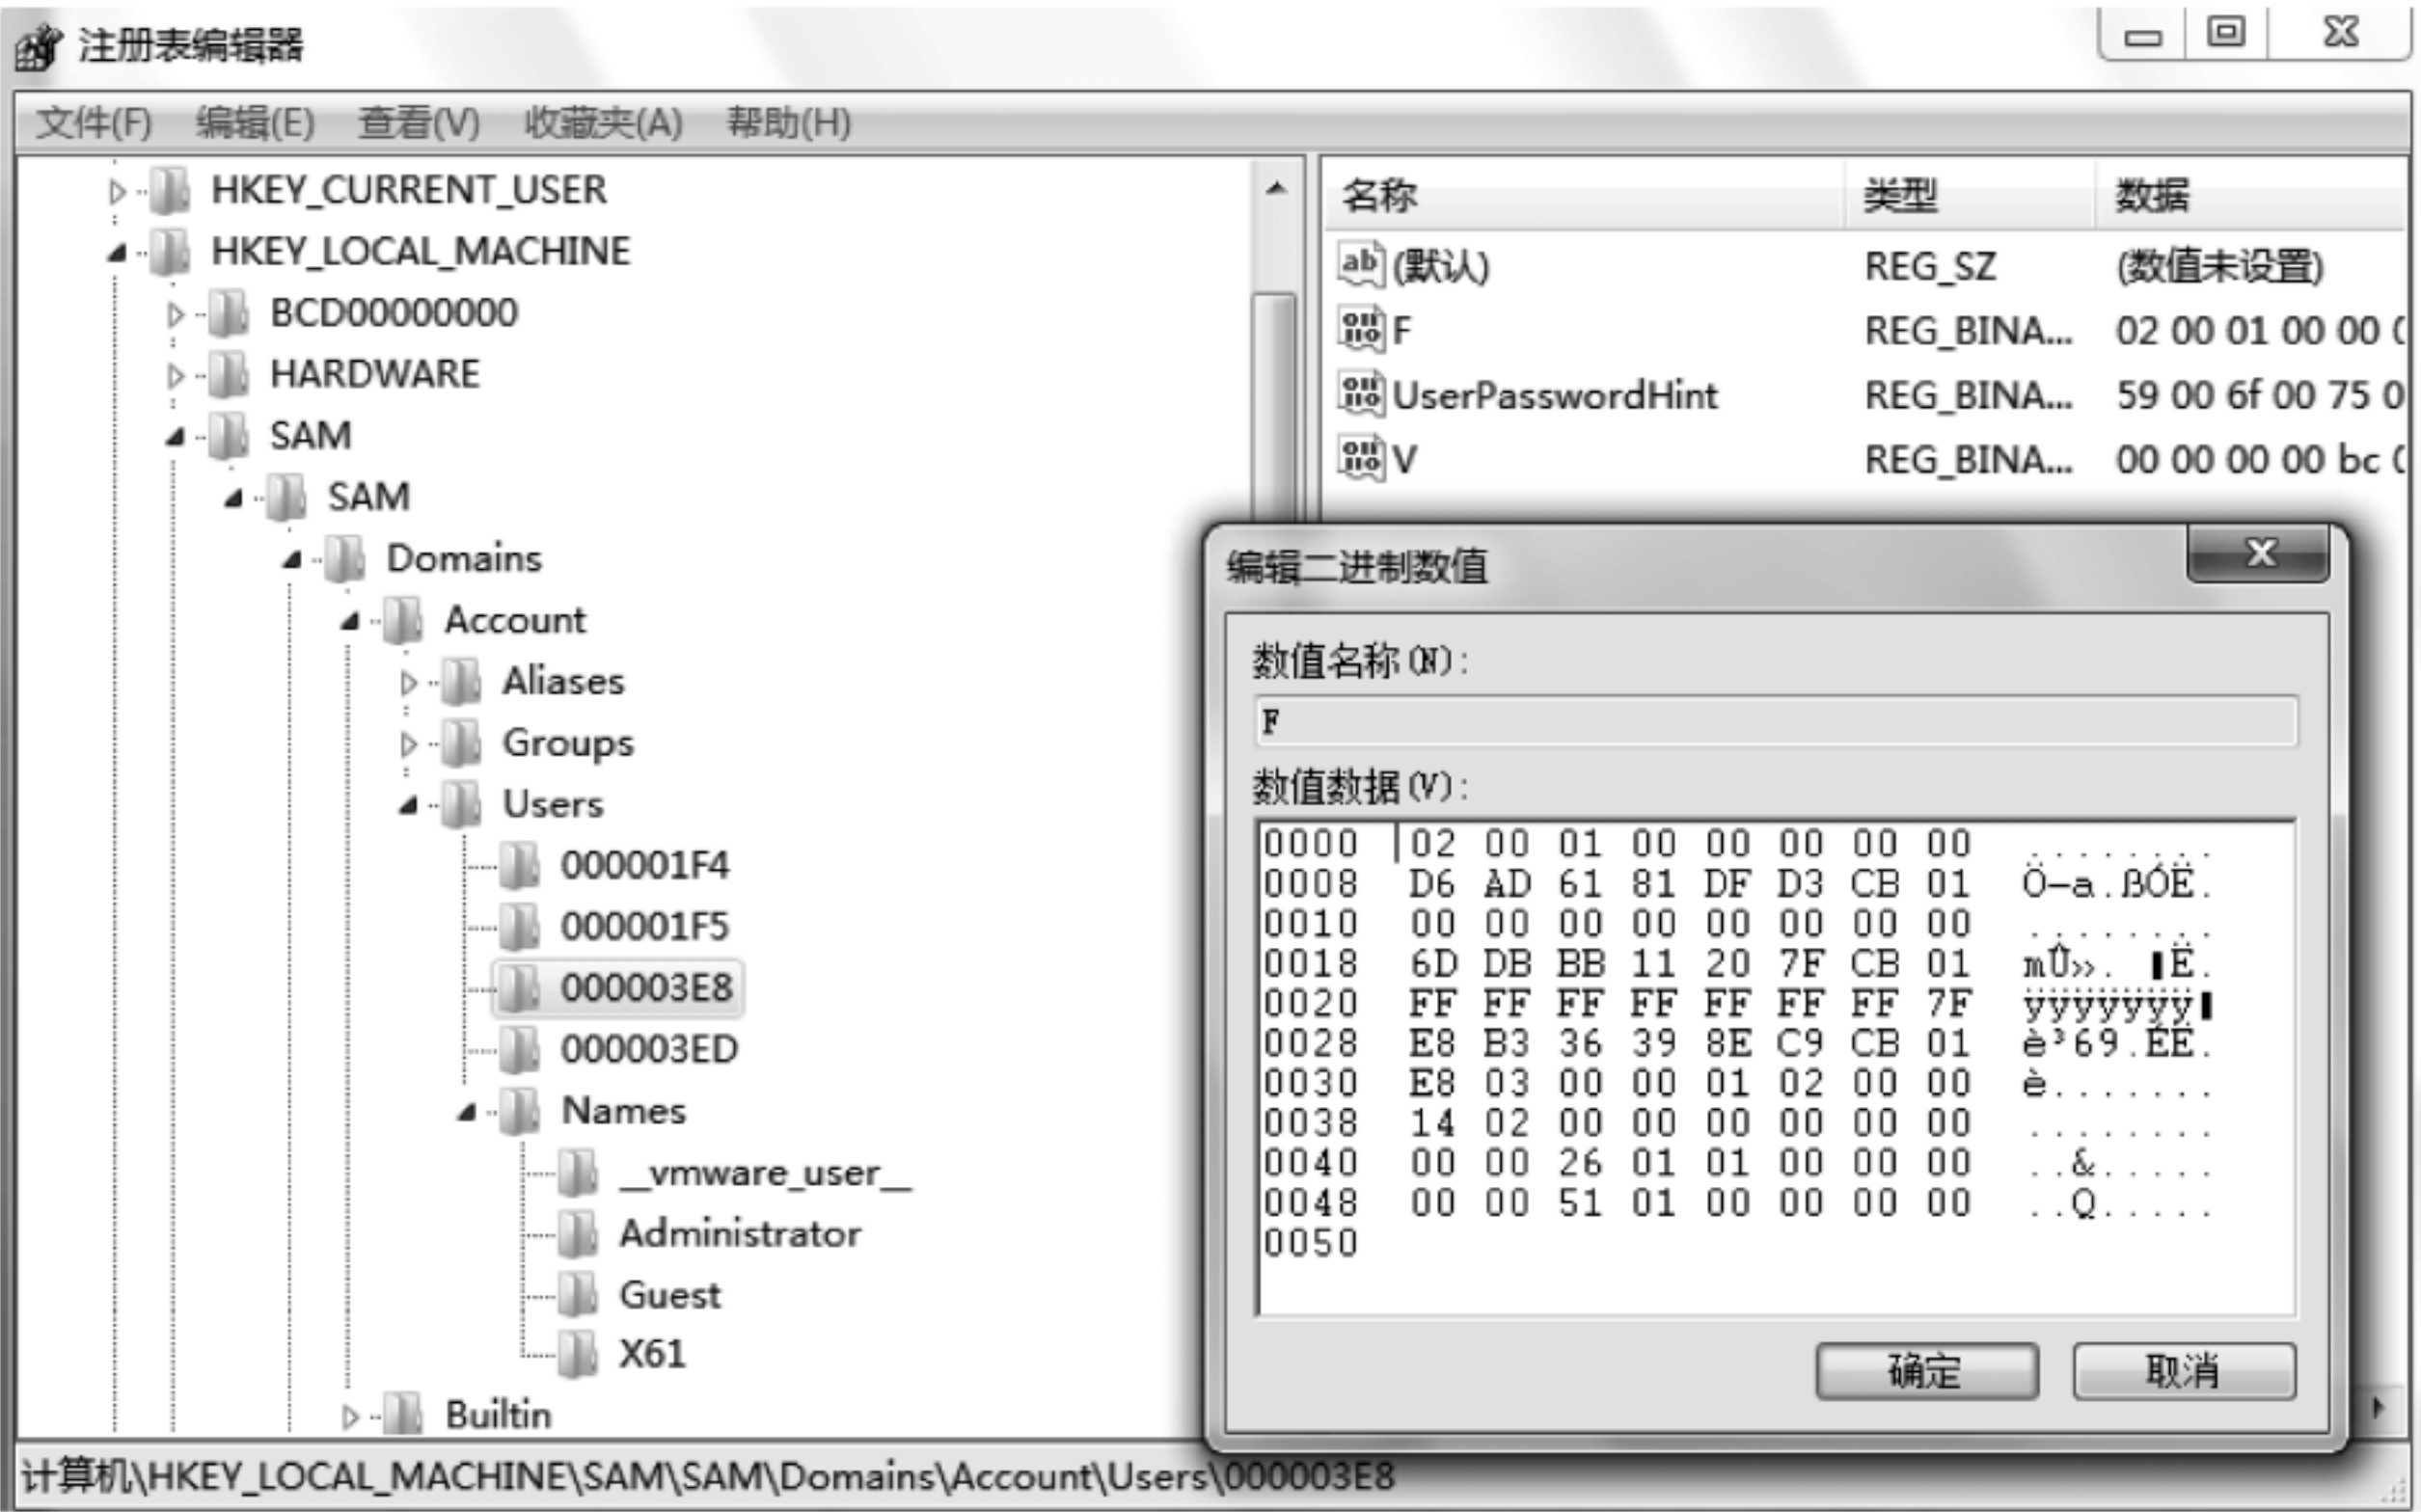 注册表编辑器
文件(F) 编辑(E) 查看(V) 收藏夹(A) 帮助(H)
HKEY_CURRENT_USER
HKEY_LOCAL_MACHINE
BCD00000000
HARDWARE
SAM
SAM
Domains
Account
Aliases
Groups
Users
000001F4
000001F5
000003E8
000003ED
Names
__vmware_user__
Administrator
Guest
X61
Builtin
名称 类型 数据
(默认) REG_SZ (数值未设置)
F REG_BINA... 02 00 01 00 00
UserPasswordHint REG_BINA... 59 00 6f 00 75 0
V REG_BINA... 00 00 00 00 bc
编辑二进制数值
数值名称(N):
F
数值数据(V):
0000 02 00 01 00 00 00 00 00 ........
0008 D6 AD 61 81 DF D3 CB 01 Ö-a.ßÓË.
0010 00 00 00 00 00 00 00 00 ........
0018 6D DB BB 11 20 7F CB 01 mÛ». ▌Ë.
0020 FF FF FF FF FF FF FF 7F ÿÿÿÿÿÿÿ▌
0028 E8 B3 36 39 8E C9 CB 01 è³69.ÉË.
0030 E8 03 00 00 01 02 00 00 è.......
0038 14 02 00 00 00 00 00 00 ........
0040 00 00 26 01 01 00 00 00 ..&.....
0048 00 00 51 01 00 00 00 00 ..Q.....
0050
确定 取消
计算机\HKEY_LOCAL_MACHINE\SAM\SAM\Domains\Account\Users\000003E8